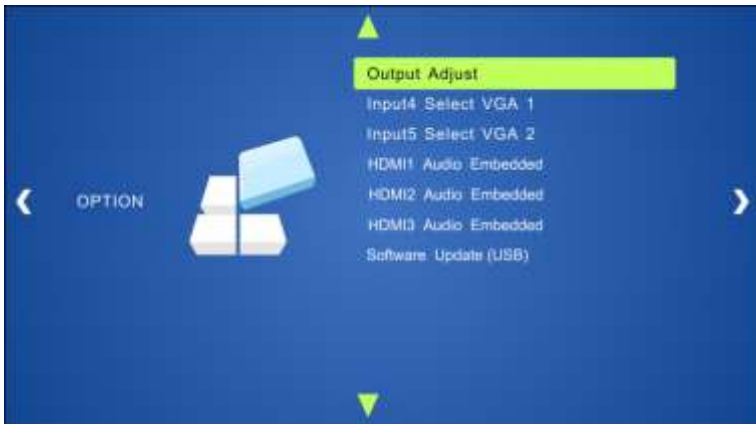 OPTION
Output Adjust
Input4 Select VGA 1
Input5 Select VGA 2
HDMI1 Audio Embedded
HDMI2 Audio Embedded
HDMI3 Audio Embedded
Software Update (USB)